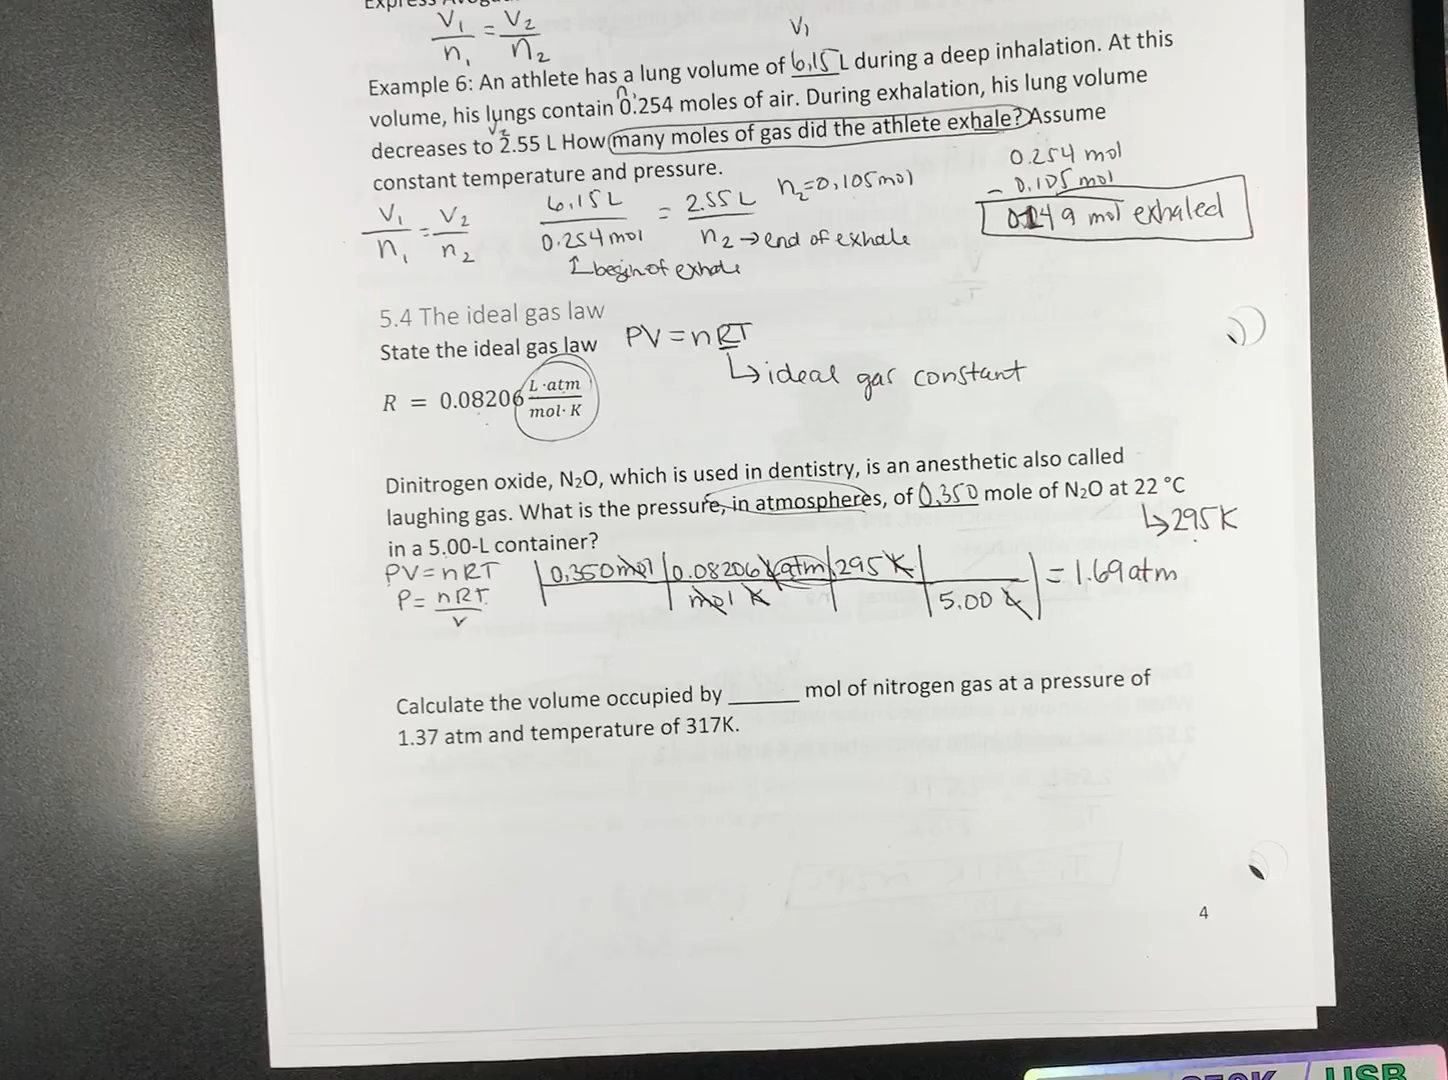 V₁/n₁ = V₂/n₂
V₁
Example 6: An athlete has a lung volume of 6.15 L during a deep inhalation. At this
n₁
volume, his lungs contain 0.254 moles of air. During exhalation, his lung volume
V₂
decreases to 2.55 L How many moles of gas did the athlete exhale? Assume
constant temperature and pressure.
V₁/n₁ = V₂/n₂ 6.15 L/0.254 mol = 2.55 L/n₂ → end of exhale n₂ = 0.105 mol
↑ begin of exhale
0.254 mol
- 0.105 mol
0.149 mol exhaled
5.4 The ideal gas law
State the ideal gas law PV = nRT
↳ ideal gas constant
R = 0.08206 L·atm/mol·K
Dinitrogen oxide, N₂O, which is used in dentistry, is an anesthetic also called
laughing gas. What is the pressure, in atmospheres, of 0.350 mole of N₂O at 22 °C
↳ 295 K
in a 5.00-L container?
PV = nRT
P = nRT/V
0.350 mol | 0.08206 L atm | 295 K | = 1.69 atm
mol K | 5.00 L
Calculate the volume occupied by ______ mol of nitrogen gas at a pressure of
1.37 atm and temperature of 317K.
4
USB